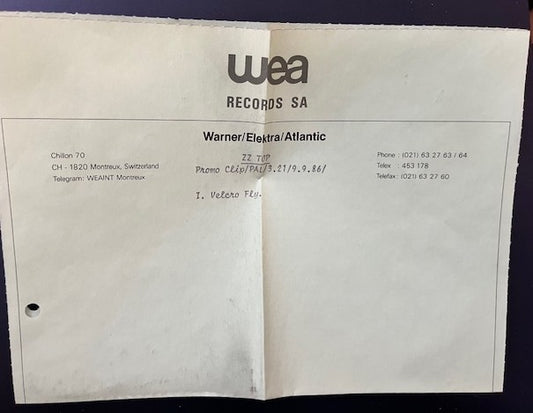 wea
RECORDS SA
Warner/Elektra/Atlantic
Chillon 70
CH - 1820 Montreux, Switzerland
Telegram: WEAINT Montreux
ZZ TOP
Promo Clip/PAL/3.21/9.9.86/
I. Velcro Fly.
Phone : (021) 63 27 63 / 64
Telex : 453 178
Telefax : (021) 63 27 60